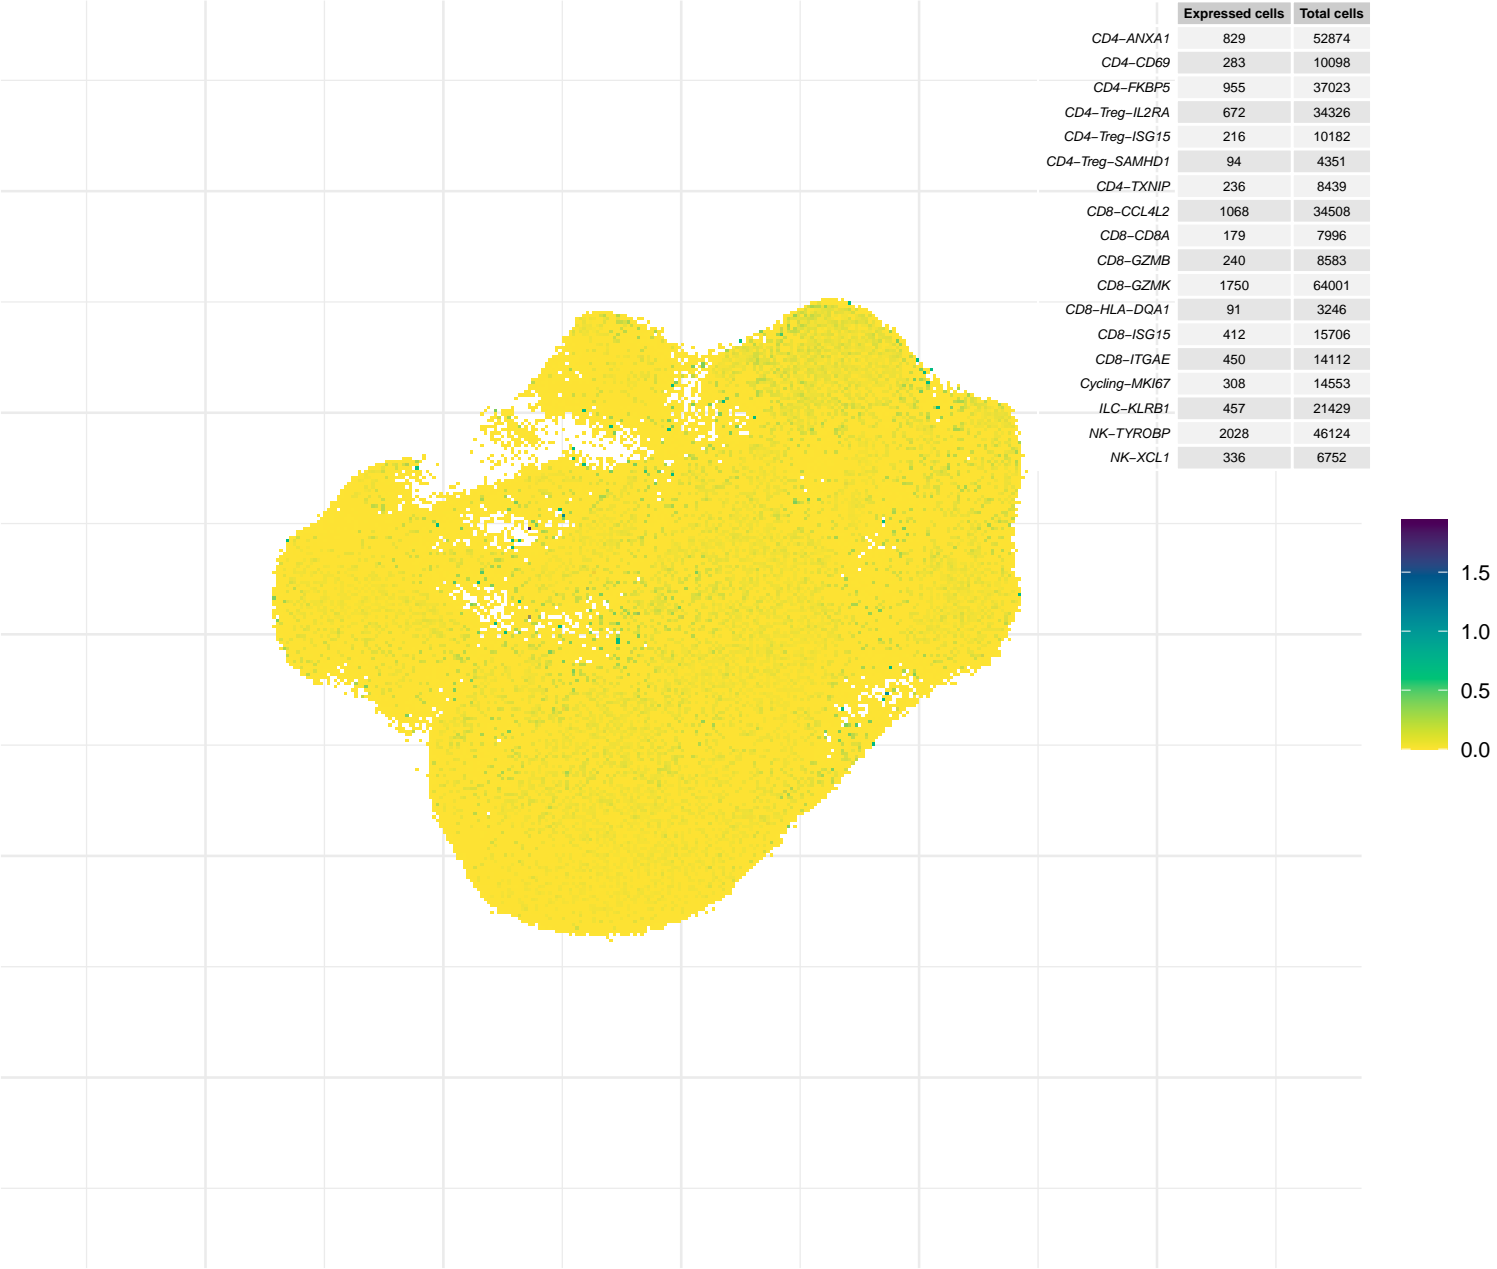 Expressed cells Total cells
CD4−ANXA1 829 52874
CD4−CD69 283 10098
CD4−FKBP5 955 37023
CD4−Treg−IL2RA 672 34326
CD4−Treg−ISG15 216 10182
CD4−Treg−SAMHD1 94 4351
CD4−TXNIP 236 8439
CD8−CCL4L2 1068 34508
CD8−CD8A 179 7996
CD8−GZMB 240 8583
CD8−GZMK 1750 64001
CD8−HLA−DQA1 91 3246
CD8−ISG15 412 15706
CD8−ITGAE 450 14112
Cycling−MKI67 308 14553
ILC−KLRB1 457 21429
NK−TYROBP 2028 46124
NK−XCL1 336 6752
1.5
1.0
0.5
0.0